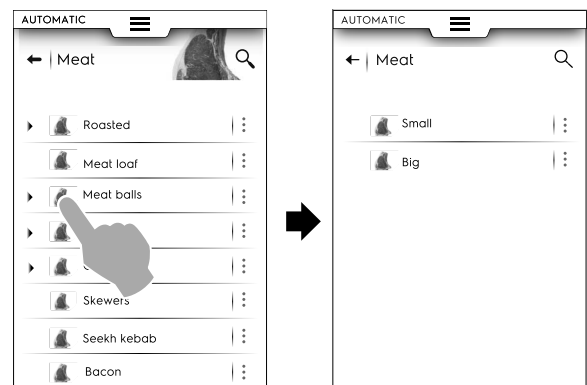 AUTOMATIC
Meat
Roasted
Meat loaf
Meat balls
Skewers
Seekh kebab
Bacon
AUTOMATIC
Meat
Small
Big